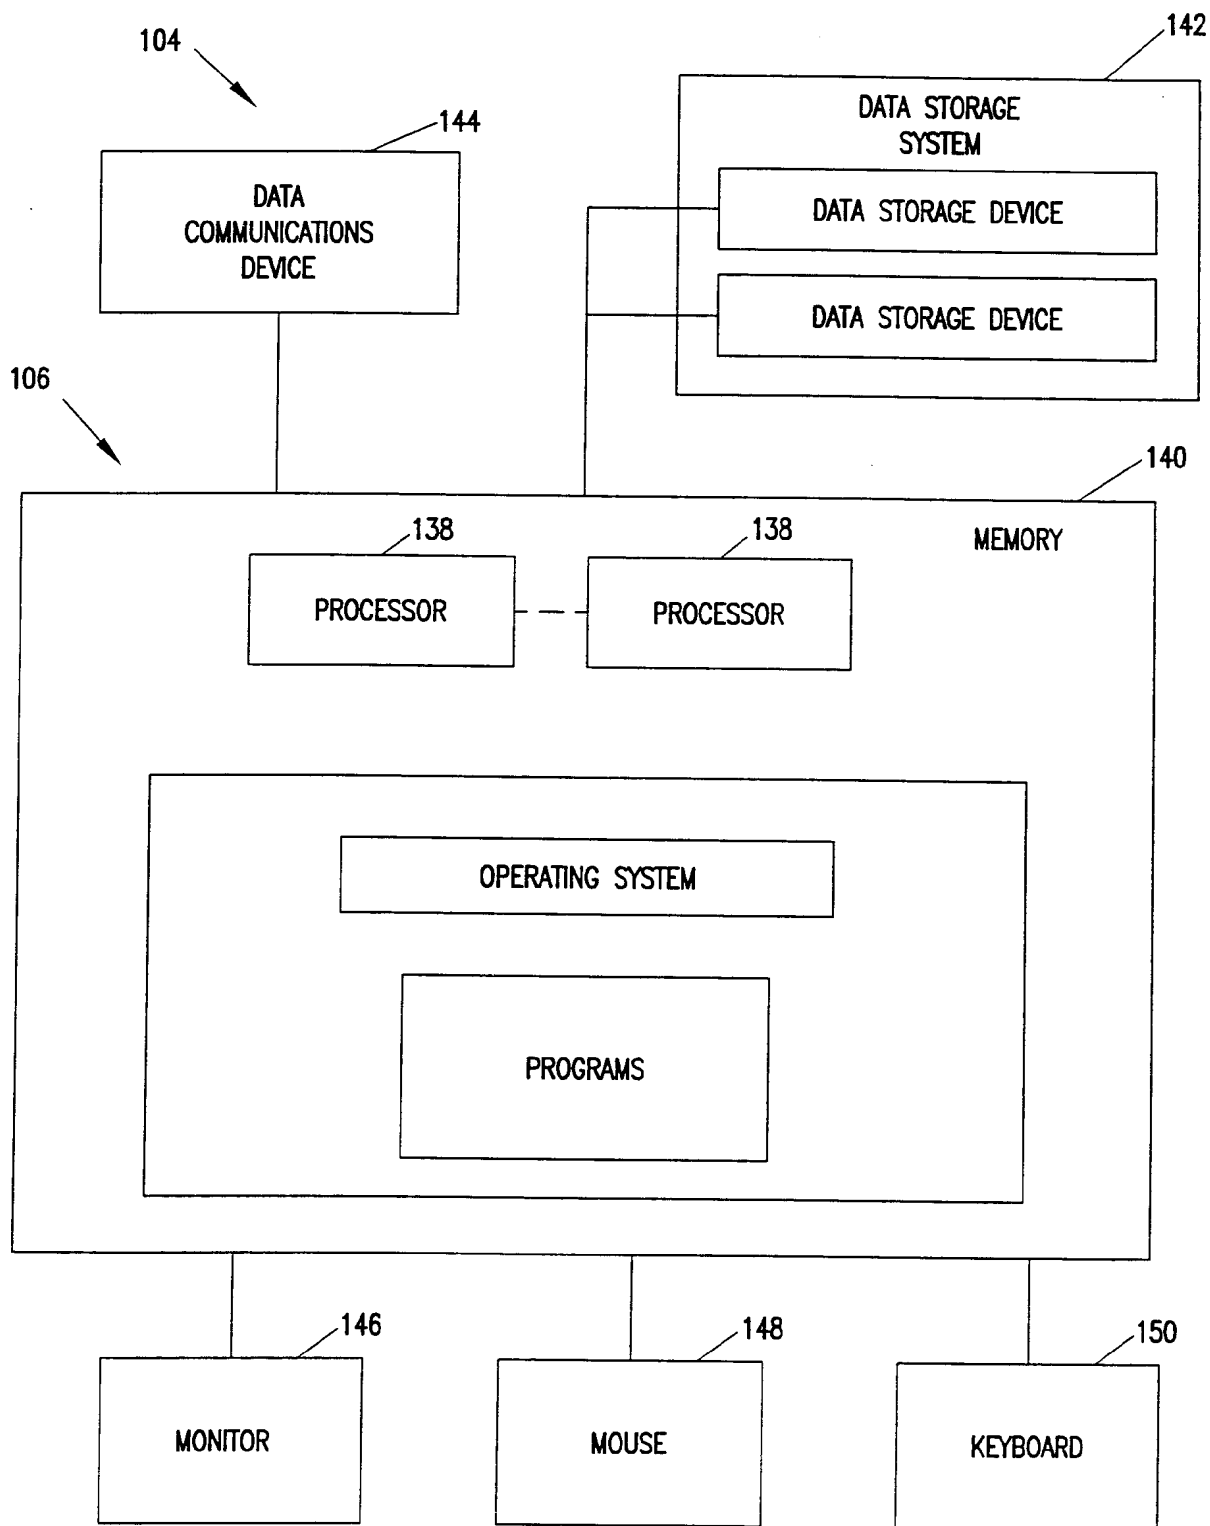 142
104
144
DATA STORAGE
SYSTEM
DATA
COMMUNICATIONS
DEVICE
DATA STORAGE DEVICE
DATA STORAGE DEVICE
106
140
138
138
MEMORY
PROCESSOR
PROCESSOR
OPERATING SYSTEM
PROGRAMS
146
148
150
MONITOR
MOUSE
KEYBOARD